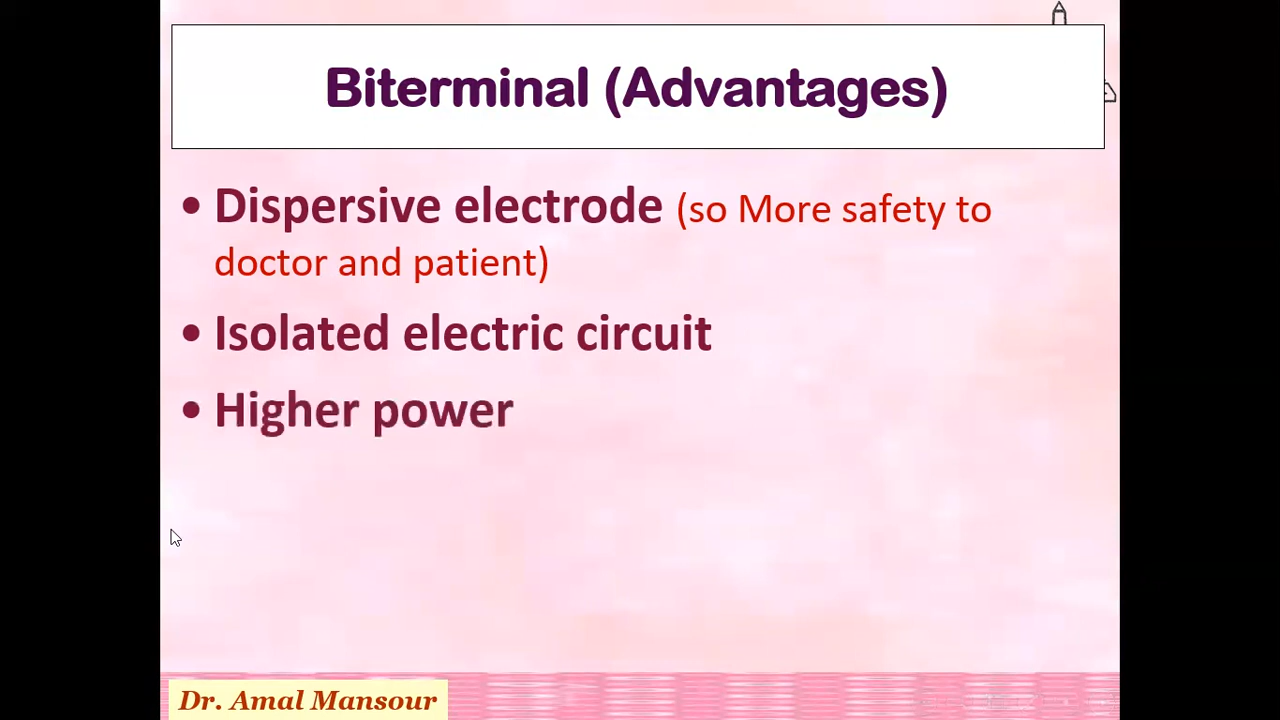 Biterminal (Advantages)
• Dispersive electrode (so More safety to
doctor and patient)
• Isolated electric circuit
• Higher power
Dr. Amal Mansour